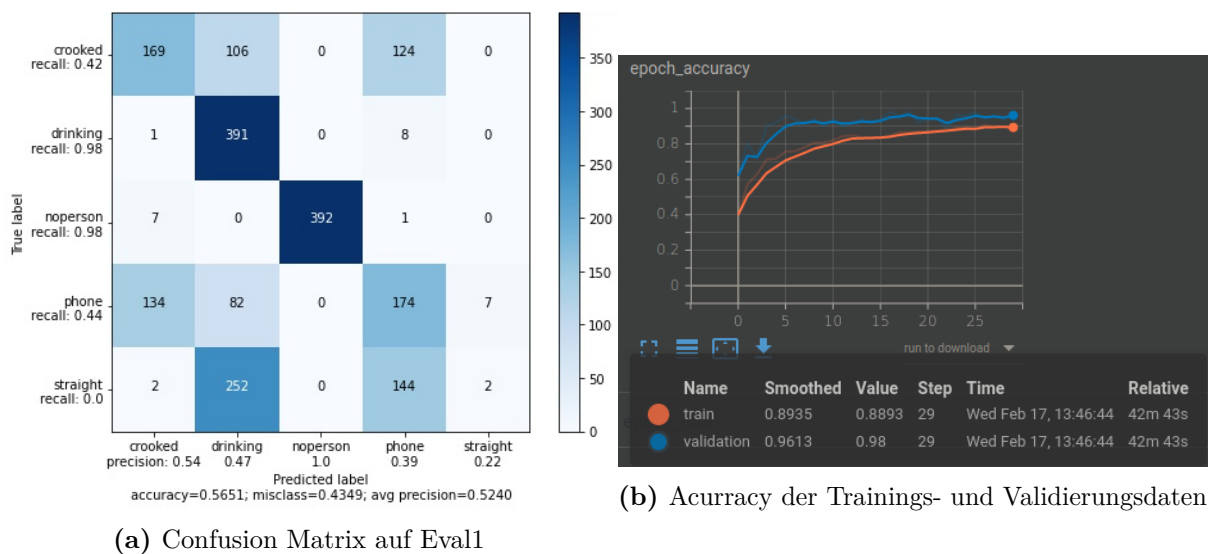 crooked
recall: 0.42
169 106 0 124 0
drinking
recall: 0.98
1 391 0 8 0
noperson
recall: 0.98
7 0 392 1 0
phone
recall: 0.44
134 82 0 174 7
straight
recall: 0.0
2 252 0 144 2
True label
crooked drinking noperson phone straight
precision: 0.54 0.47 1.0 0.39 0.22
Predicted label
accuracy=0.5651; misclass=0.4349; avg precision=0.5240
350
300
250
200
150
100
50
0
(a) Confusion Matrix auf Eval1
epoch_accuracy
1
0.8
0.6
0.4
0.2
0
0 5 10 15 20 25
run to download
Name Smoothed Value Step Time Relative
train 0.8935 0.8893 29 Wed Feb 17, 13:46:44 42m 43s
validation 0.9613 0.98 29 Wed Feb 17, 13:46:44 42m 43s
(b) Acurracy der Trainings- und Validierungsdaten